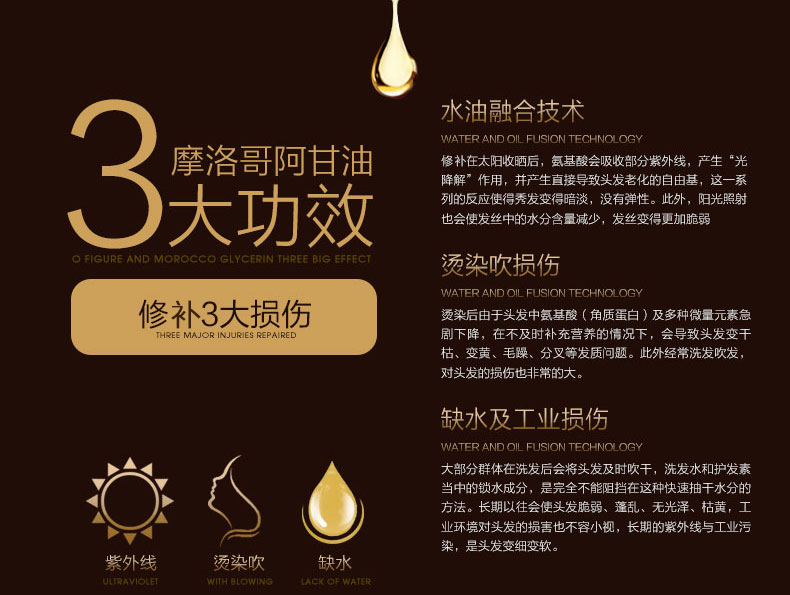 3
摩洛哥阿甘油
大功效
O FIGURE AND MOROCCO GLYCERIN THREE BIG EFFECT
修补3大损伤
THREE MAJOR INJURIES REPAIRED
紫外线
ULTRAVIOLET
烫染吹
WITH BLOWING
缺水
LACK OF WATER
水油融合技术
WATER AND OIL FUSION TECHNOLOGY
修补在太阳收晒后，氨基酸会吸收部分紫外线，产生“光
降解”作用，并产生直接导致头发老化的自由基，这一系
列的反应使得秀发变得暗淡，没有弹性。此外，阳光照射
也会使发丝中的水分含量减少，发丝变得更加脆弱
烫染吹损伤
WATER AND OIL FUSION TECHNOLOGY
烫染后由于头发中氨基酸（角质蛋白）及多种微量元素急
剧下降，在不及时补充营养的情况下，会导致头发变干
枯、变黄、毛躁、分叉等发质问题。此外经常洗发吹发，
对头发的损伤也非常的大。
缺水及工业损伤
WATER AND OIL FUSION TECHNOLOGY
大部分群体在洗发后会将头发及时吹干，洗发水和护发素
当中的锁水成分，是完全不能阻挡在这种快速抽干水分的
方法。长期以往会使头发脆弱、蓬乱、无光泽、枯黄，工
业环境对头发的损害也不容小视，长期的紫外线与工业污
染，是头发变细变软。